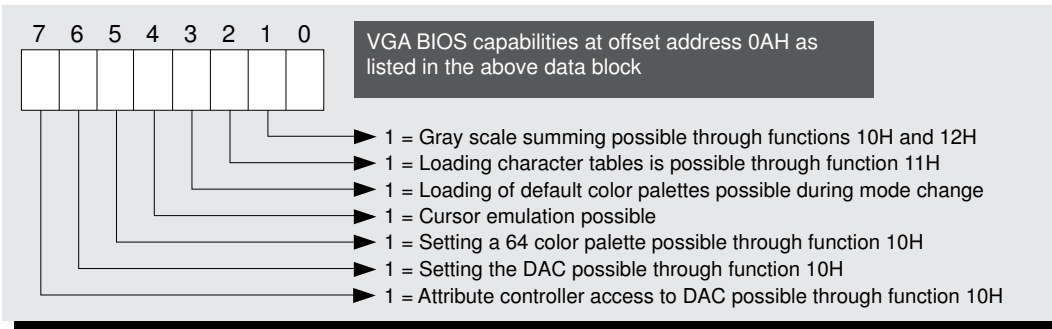 7 6 5 4 3 2 1 0
VGA BIOS capabilities at offset address 0AH as
listed in the above data block
1 = Gray scale summing possible through functions 10H and 12H
1 = Loading character tables is possible through function 11H
1 = Loading of default color palettes possible during mode change
1 = Cursor emulation possible
1 = Setting a 64 color palette possible through function 10H
1 = Setting the DAC possible through function 10H
1 = Attribute controller access to DAC possible through function 10H